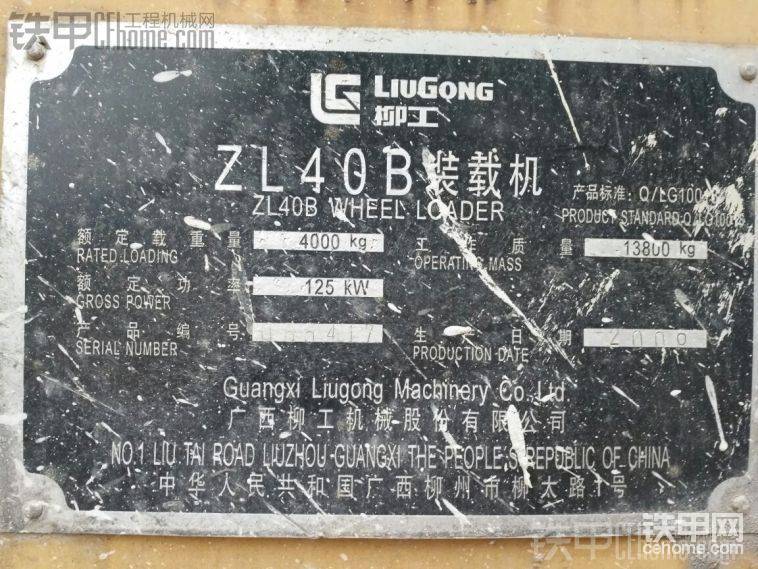 铁甲 工程机械网
Cehome.com
LIUGONG
柳工
ZL40B装载机
ZL40B WHEEL LOADER
产品标准: Q/LG100
PRODUCT STANDARD:Q/LG100
额定载重量 4000 kg
RATED LOADING
工作质量 13800 kg
OPERATING MASS
额定功率 125 kW
GROSS POWER
产品编号
SERIAL NUMBER
生 日期
PRODUCTION DATE
Guangxi Liugong Machinery Co.,Ltd.
广西柳工机械股份有限公司
NO.1 LIU TAI ROAD LIUZHOU GUANGXI THE PEOPLE,S REPUBLIC OF CHINA
中华人民共和国广西柳州市柳太路1号
铁甲网
cehome.com